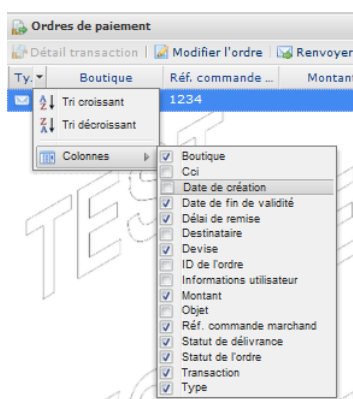 Ordres de paiement
Détail transaction Modifier l'ordre Renvoyer
Ty. Boutique Réf. commande ... Montant
1234
Tri croissant
Tri décroissant
Colonnes
Boutique
Cci
Date de création
Date de fin de validité
Délai de remise
Destinataire
Devise
ID de l'ordre
Informations utilisateur
Montant
Objet
Réf. commande marchand
Statut de délivrance
Statut de l'ordre
Transaction
Type
TEST